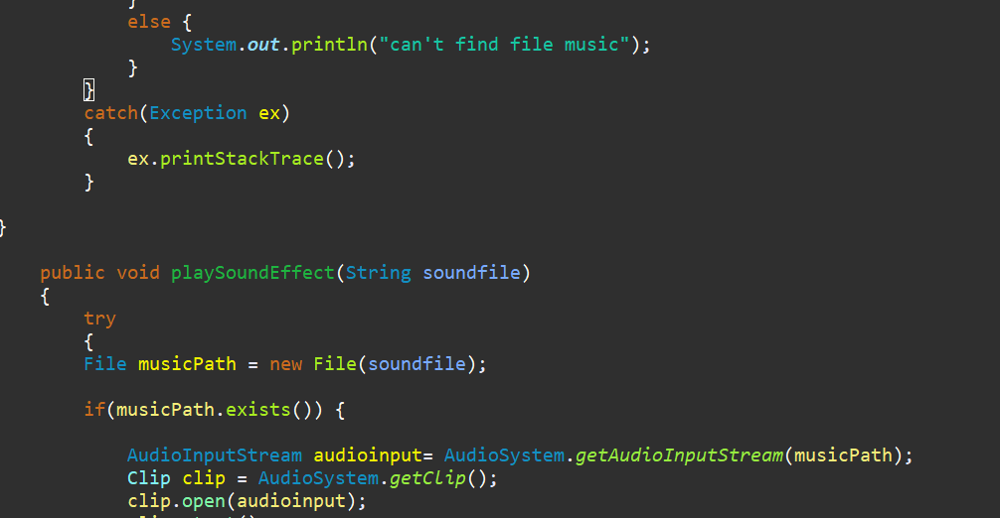 }
else {
System.out.println("can't find file music");
}
}
catch(Exception ex)
{
ex.printStackTrace();
}
}
public void playSoundEffect(String soundfile)
{
try
{
File musicPath = new File(soundfile);
if(musicPath.exists()) {
AudioInputStream audioinput= AudioSystem.getAudioInputStream(musicPath);
Clip clip = AudioSystem.getClip();
clip.open(audioinput);